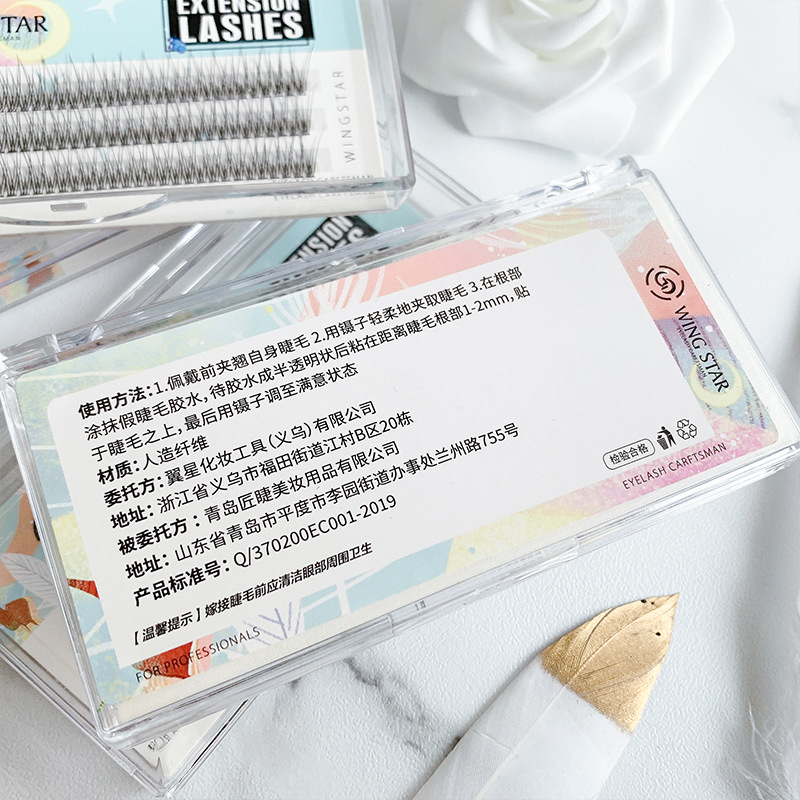 STAR
EXTENSION
LASHES
WINGSTAR
使用方法:1.佩戴前夹翘自身睫毛2.用镊子轻柔地夹取睫毛3.在根部
涂抹假睫毛胶水,待胶水成半透明状后粘在距离睫毛根部1-2mm,贴
于睫毛之上,最后用镊子调至满意状态
材质:人造纤维
委托方:翼星化妆工具(义乌)有限公司
地址:浙江省义乌市福田街道江村B区20栋
被委托方:青岛匠睫美妆用品有限公司
地址:山东省青岛市平度市李园街道办事处兰州路755号
产品标准号:Q/370200EC001-2019
【温馨提示】嫁接睫毛前应清洁眼部周围卫生
FOR PROFESSIONALS
WING STAR
EYELASH CARFTSMAN
检验合格
EYELASH CARFTSMAN